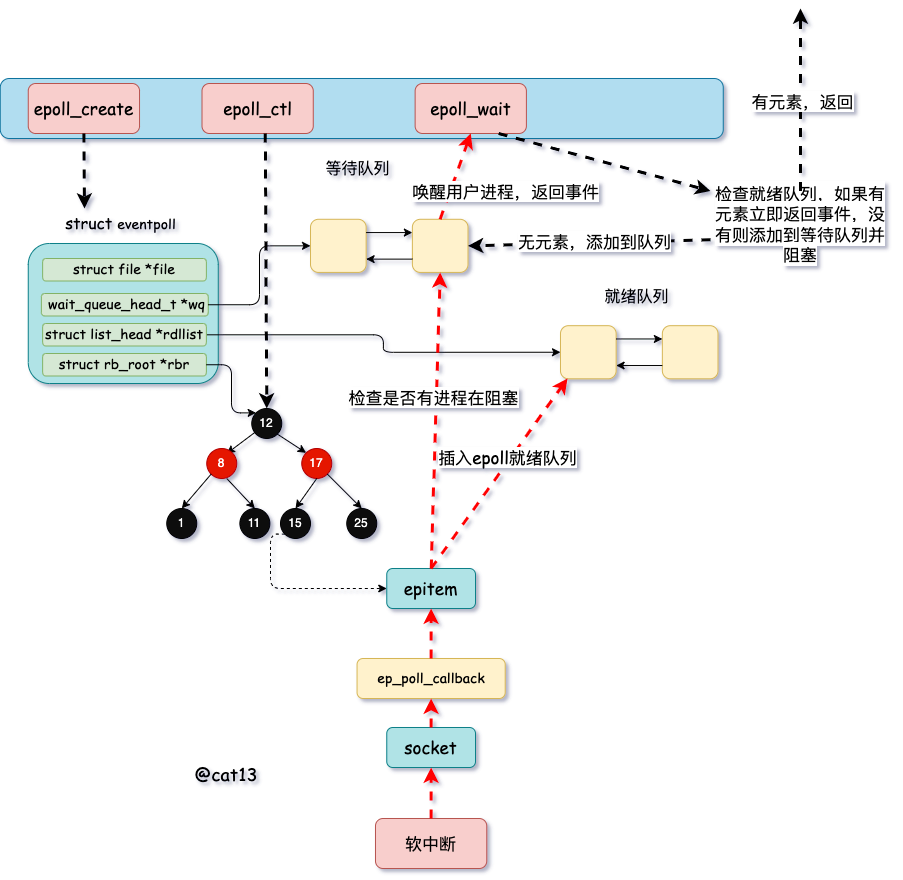 有元素，返回
epoll_create
epoll_ctl
epoll_wait
等待队列
唤醒用户进程，返回事件
检查就绪队列，如果有
元素立即返回事件，没
有则添加到等待队列并
阻塞
struct eventpoll
无元素，添加到队列
struct file *file
wait_queue_head_t *wq
struct list_head *rdllist
struct rb_root *rbr
就绪队列
检查是否有进程在阻塞
12
插入epoll就绪队列
8
17
1
11
15
25
epitem
ep_poll_callback
socket
@cat13
软中断